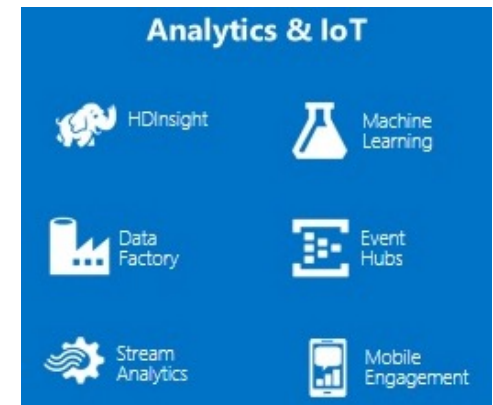 Analytics & IoT
HDInsight
Machine
Learning
Data
Factory
Event
Hubs
Stream
Analytics
Mobile
Engagement